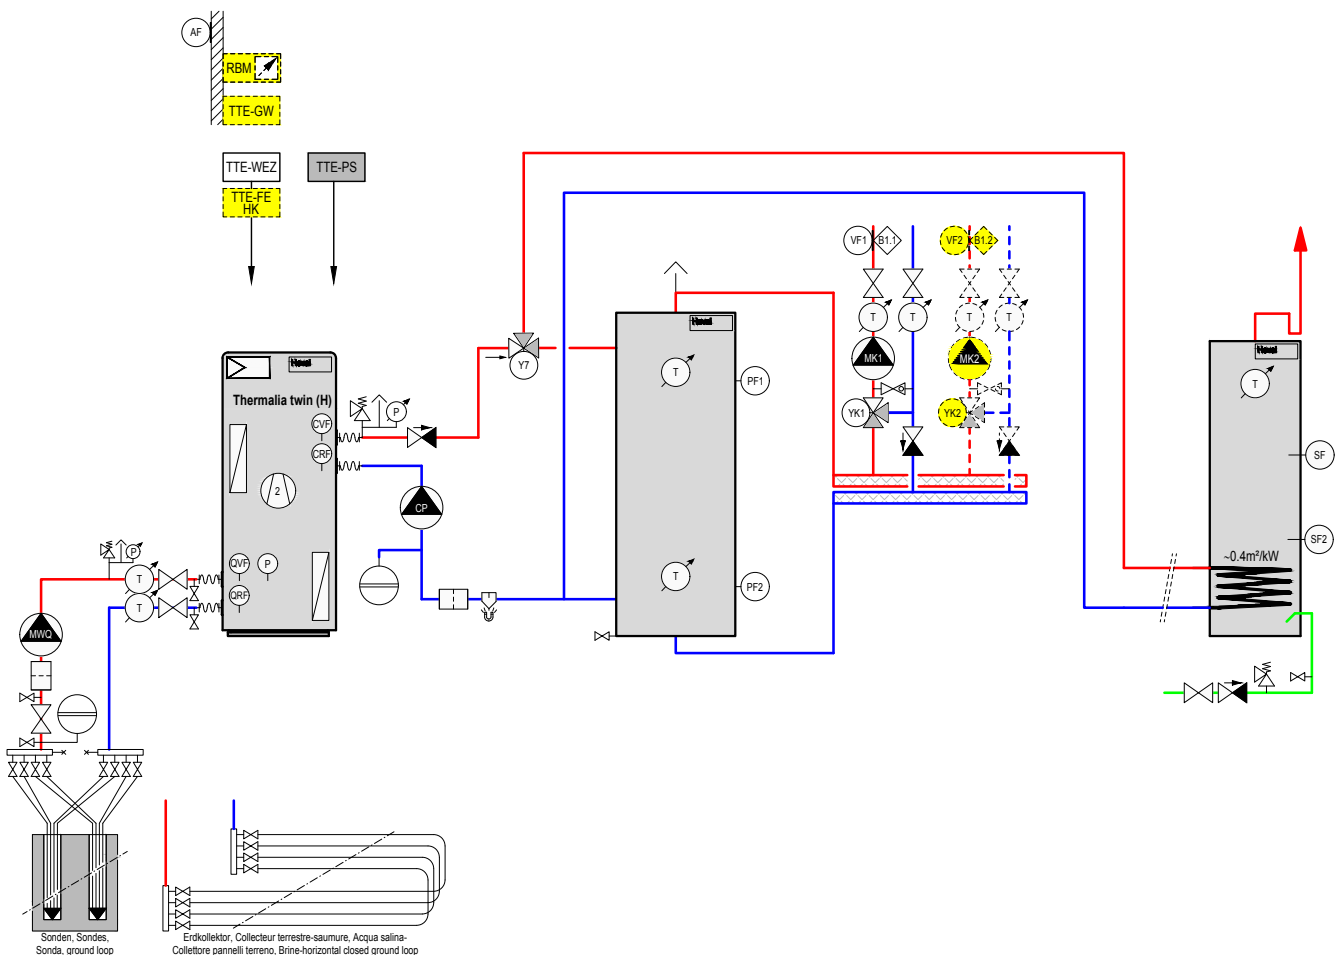 AF
RBM
TTE-GW
TTE-WEZ
TTE-PS
TTE-FE
HK
VF1
B1.1
VF2
B1.2
T
T
T
T
MK1
MK2
YK1
YK2
Y7
Hoval
T
PF1
T
PF2
Hoval
Thermalia twin (H)
CVF
CRF
P
2
CP
QVF
P
QRF
P
T
T
MWQ
Hoval
T
SF
SF2
~0.4m²/kW
Sonden, Sondes,
Sonda, ground loop
Erdkollektor, Collecteur terrestre-saumure, Acqua salina-
Collettore pannelli terreno, Brine-horizontal closed ground loop